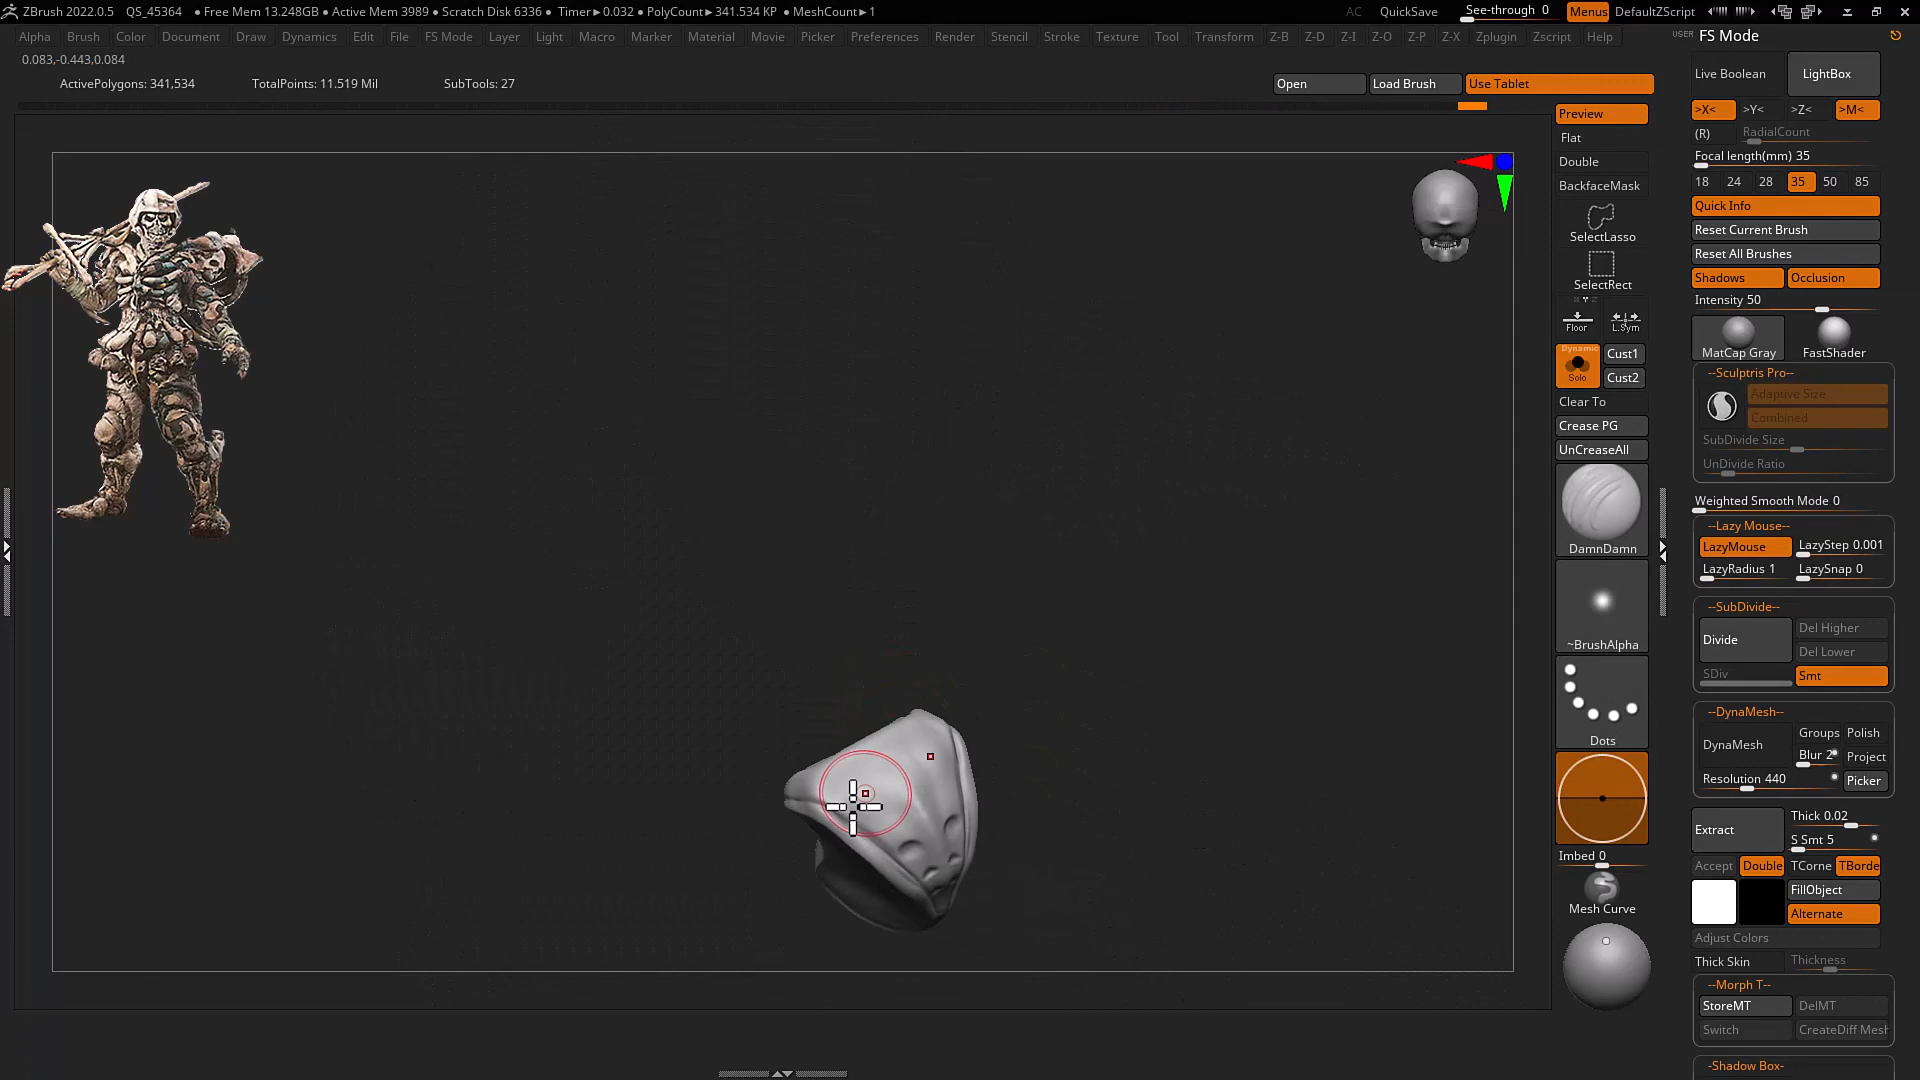 ZBrush 2022.0.5 QS_45364 ● Free Mem 13.248GB ● Active Mem 3989 ● Scratch Disk 6336 ● Timer►0.032 ● PolyCount►341.534 KP ● MeshCount►1 AC QuickSave See-through 0 Menus DefaultZScript
Alpha Brush Color Document Draw Dynamics Edit File FS Mode Layer Light Macro Marker Material Movie Picker Preferences Render Stencil Stroke Texture Tool Transform Z-B Z-D Z-I Z-O Z-P Z-X Zplugin Zscript Help
USER FS Mode
0.083,-0.443,0.084
ActivePolygons: 341,534 TotalPoints: 11.519 Mil SubTools: 27 Open Load Brush Use Tablet
Preview
Flat
Double
BackfaceMask
SelectLasso
SelectRect
Floor L.Sym
Dynamic
Solo Cust1
Cust2
Clear To
Crease PG
UnCreaseAll
DamnDamn
~BrushAlpha
Dots
Imbed 0
Mesh Curve
Live Boolean LightBox
>X< >Y< >Z< >M<
(R) RadialCount
Focal length(mm) 35
18 24 28 35 50 85
Quick Info
Reset Current Brush
Reset All Brushes
Shadows Occlusion
Intensity 50
MatCap Gray FastShader
--Sculptris Pro--
Adaptive Size
Combined
SubDivide Size
UnDivide Ratio
Weighted Smooth Mode 0
--Lazy Mouse--
LazyMouse LazyStep 0.001
LazyRadius 1 LazySnap 0
--SubDivide--
Divide Del Higher
Del Lower
SDiv Smt
--DynaMesh--
DynaMesh Groups Polish
Blur 2 Project
Resolution 440 Picker
Extract Thick 0.02
S Smt 5
Accept Double TCorne TBorde
FillObject
Alternate
Adjust Colors
Thick Skin Thickness
--Morph T--
StoreMT DelMT
Switch CreateDiff Mesh
-Shadow Box-